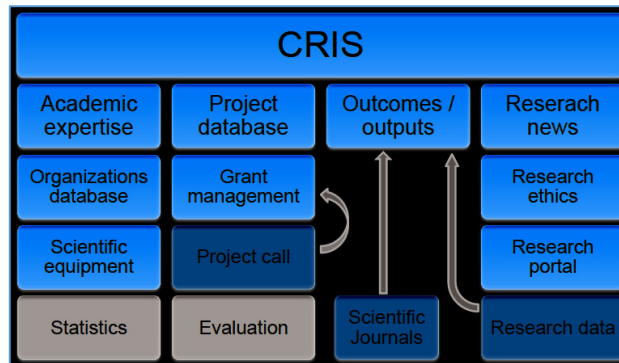 CRIS
Academic
expertise
Project
database
Outcomes /
outputs
Reserach
news
Organizations
database
Grant
management
Research
ethics
Scientific
equipment
Project call
Research
portal
Statistics
Evaluation
Scientific
Journals
Research data